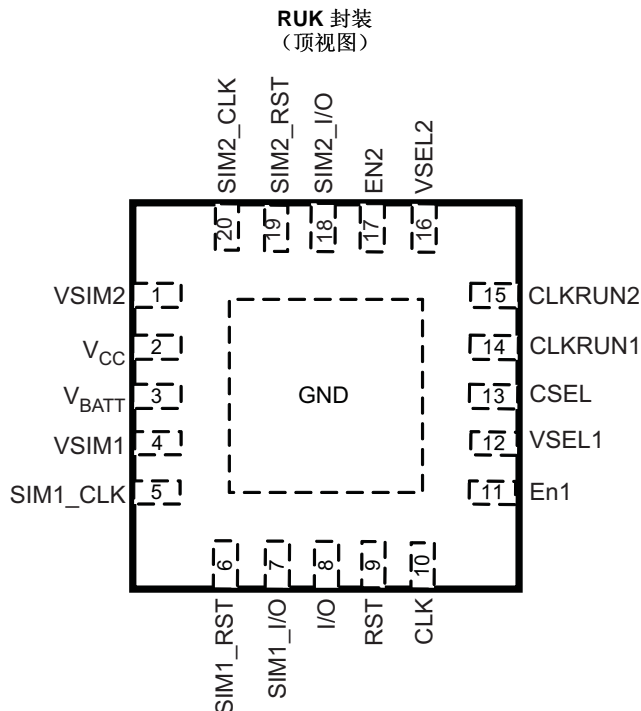 RUK 封装
（顶视图）
SIM2_CLK
SIM2_RST
SIM2_I/O
EN2
VSEL2
20
19
18
17
16
VSIM2 1
15 CLKRUN2
VCC 2
14 CLKRUN1
VBATT 3
GND
13 CSEL
VSIM1 4
12 VSEL1
SIM1_CLK 5
11 En1
6
7
8
9
10
SIM1_RST
SIM1_I/O
I/O
RST
CLK